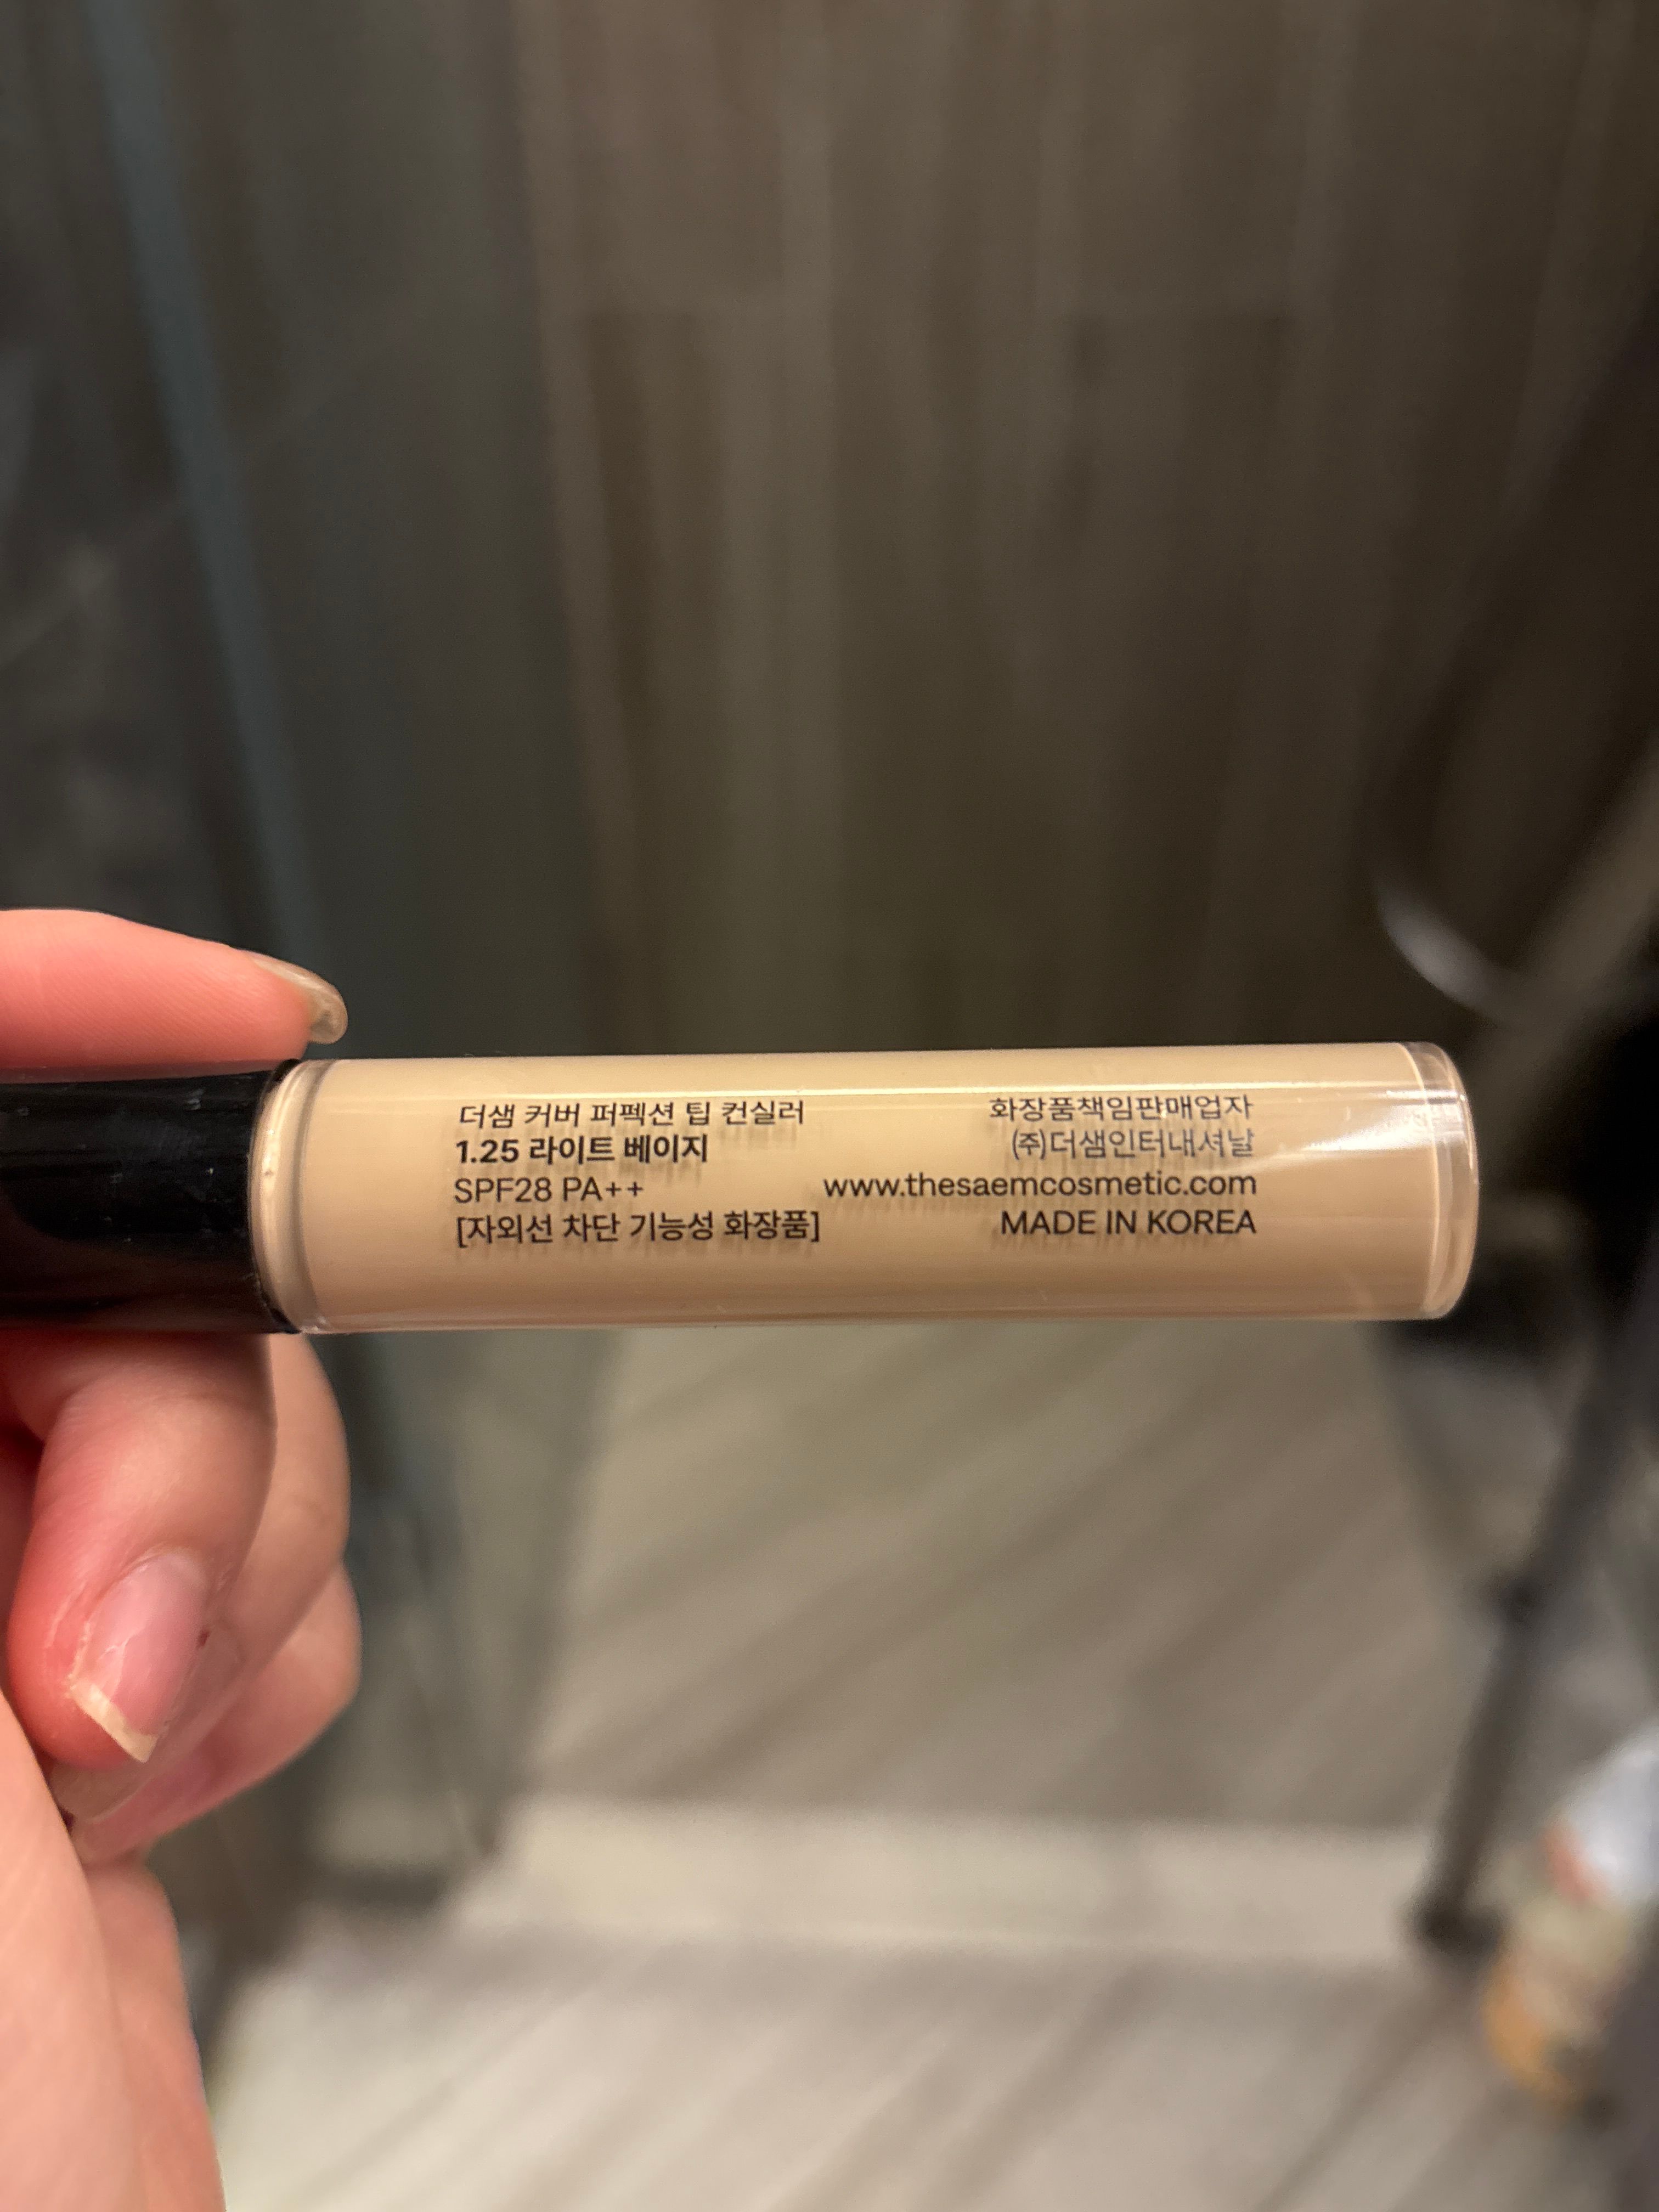 더샘 커버 퍼펙션 팁 컨실러
1.25 라이트 베이지
SPF28 PA++
[자외선 차단 기능성 화장품]
화장품책임판매업자
㈜더샘인터내셔날
www.thesaemcosmetic.com
MADE IN KOREA